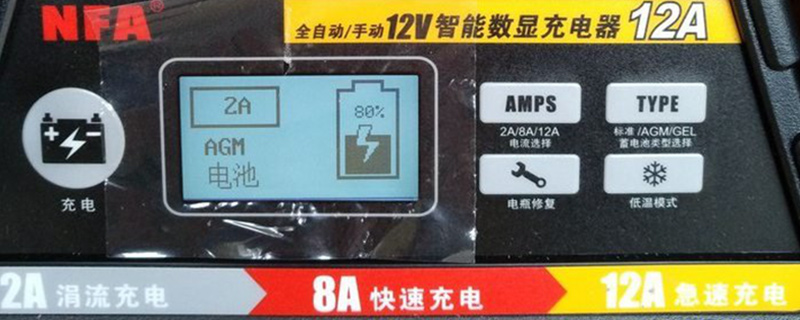 NFA®
全自动/手动12V智能数显充电器 12A
充电
2A
AGM
电池
80%
AMPS
2A/8A/12A
电流选择
TYPE
标准/AGM/GEL
蓄电池类型选择
电瓶修复
低温模式
2A 涓流充电
8A 快速充电
12A 急速充电